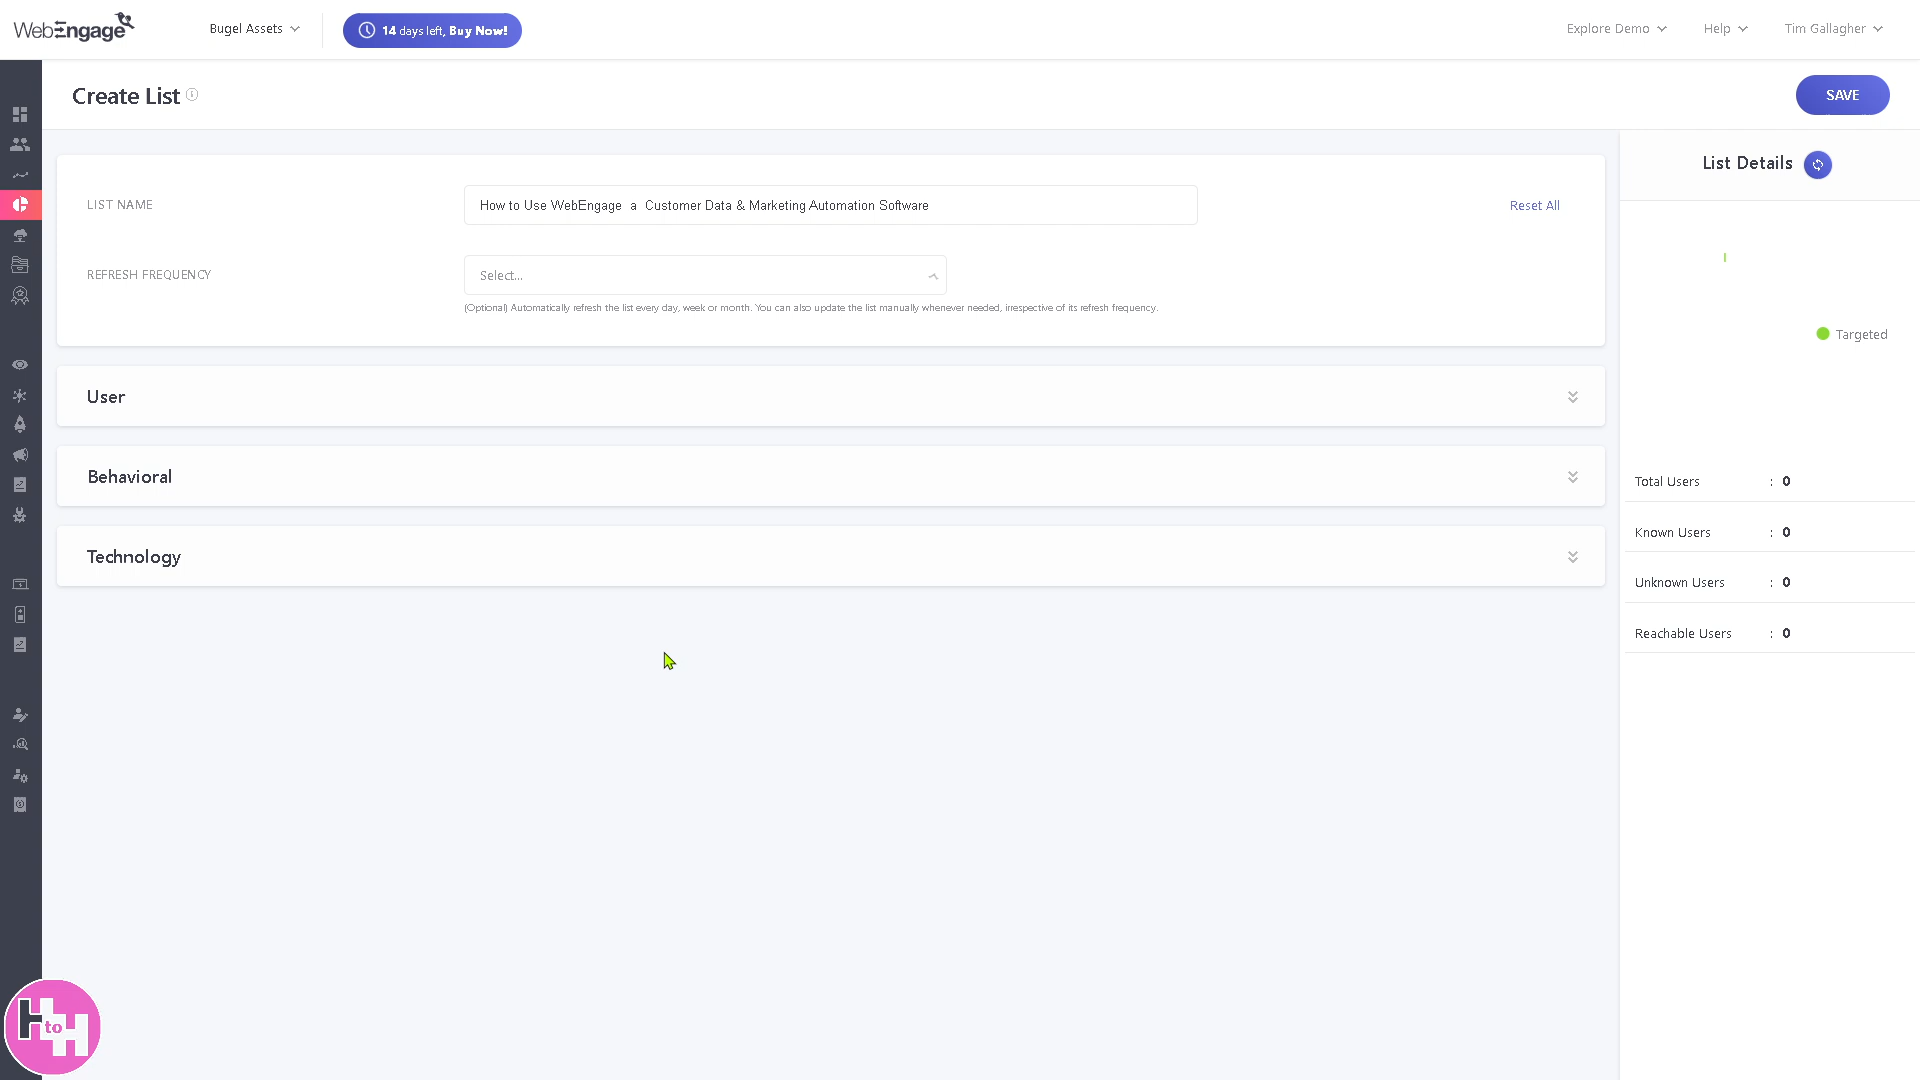 WebEngage
Bugel Assets
14 days left, Buy Now!
Explore Demo
Help
Tim Gallagher
Create List
SAVE
LIST NAME
How to Use WebEngage a Customer Data & Marketing Automation Software
Reset All
REFRESH FREQUENCY
Select...
(Optional) Automatically refresh the list every day, week or month. You can also update the list manually whenever needed, irrespective of its refresh frequency.
User
Behavioral
Technology
List Details
Targeted
Total Users : 0
Known Users : 0
Unknown Users : 0
Reachable Users : 0
H to H